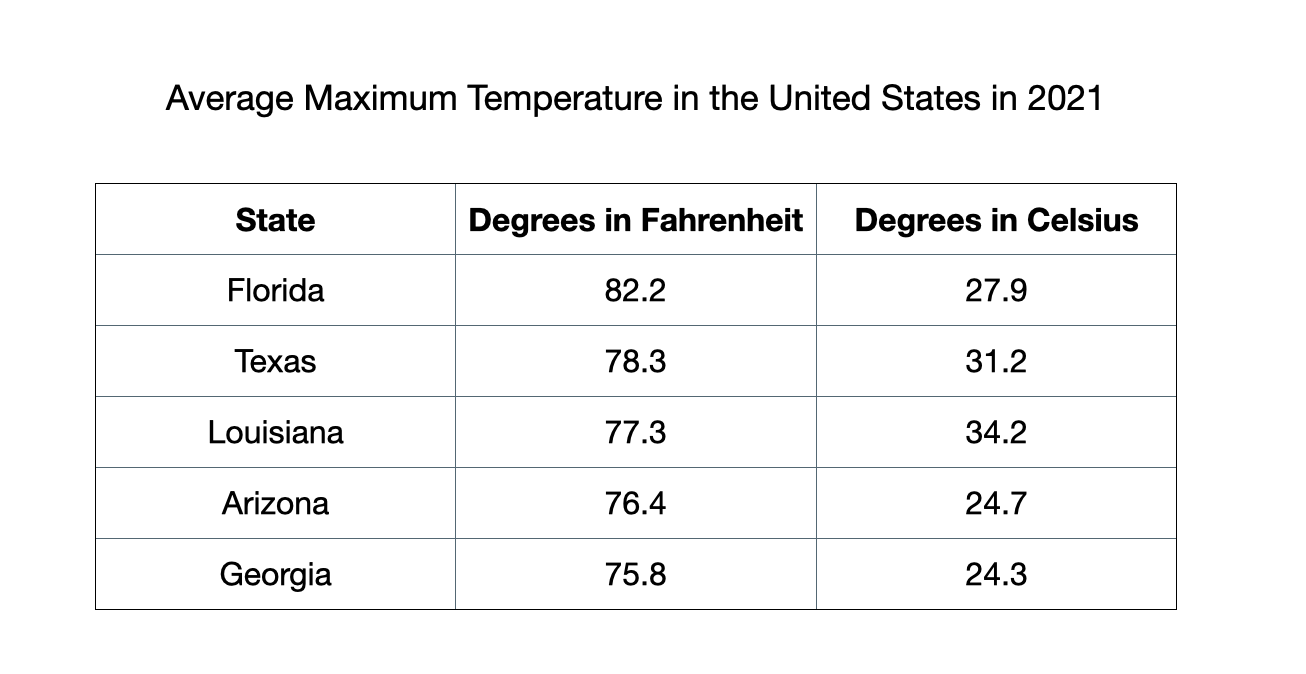 Average Maximum Temperature in the United States in 2021
State Degrees in Fahrenheit Degrees in Celsius
Florida 82.2 27.9
Texas 78.3 31.2
Louisiana 77.3 34.2
Arizona 76.4 24.7
Georgia 75.8 24.3